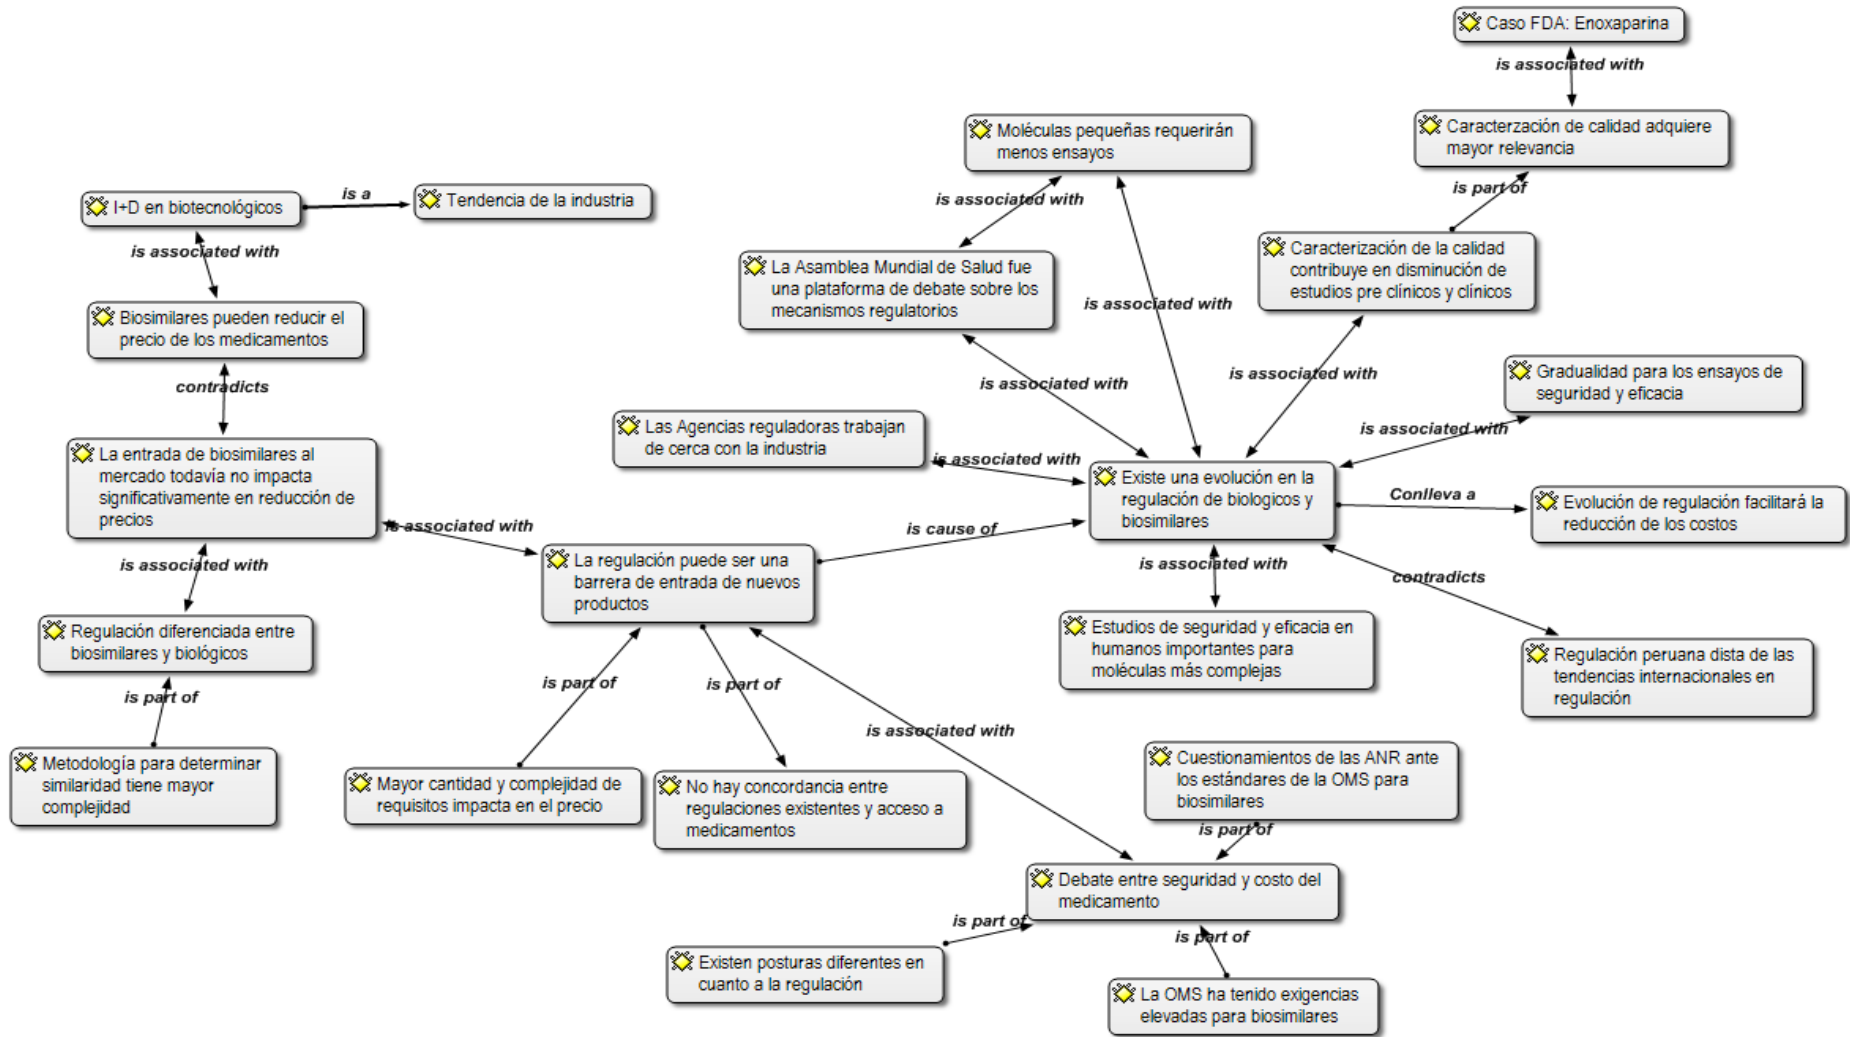 Caso FDA: Enoxaparina
is associated with
Caracterzación de calidad adquiere
mayor relevancia
is part of
Moléculas pequeñas requerirán
menos ensayos
is associated with
is associated with
I+D en biotecnológicos
is a
Tendencia de la industria
is associated with
La Asamblea Mundial de Salud fue
una plataforma de debate sobre los
mecanismos regulatorios
is associated with
Caracterización de la calidad
contribuye en disminución de
estudios pre clínicos y clínicos
is associated with
Biosimilares pueden reducir el
precio de los medicamentos
contradicts
Gradualidad para los ensayos de
seguridad y eficacia
is associated with
Las Agencias reguladoras trabajan
de cerca con la industria
is associated with
La entrada de biosimilares al
mercado todavía no impacta
significativamente en reducción de
precios
is associated with
is associated with
Existe una evolución en la
regulación de biologicos y
biosimilares
Conlleva a
Evolución de regulación facilitará la
reducción de los costos
is cause of
La regulación puede ser una
barrera de entrada de nuevos
productos
is associated with
contradicts
Regulación diferenciada entre
biosimilares y biológicos
is part of
Estudios de seguridad y eficacia en
humanos importantes para
moléculas más complejas
Regulación peruana dista de las
tendencias internacionales en
regulación
is part of
is part of
is associated with
Metodología para determinar
similaridad tiene mayor
complejidad
Mayor cantidad y complejidad de
requisitos impacta en el precio
No hay concordancia entre
regulaciones existentes y acceso a
medicamentos
Cuestionamientos de las ANR ante
los estándares de la OMS para
biosimilares
is part of
Debate entre seguridad y costo del
medicamento
is part of
is part of
Existen posturas diferentes en
cuanto a la regulación
La OMS ha tenido exigencias
elevadas para biosimilares